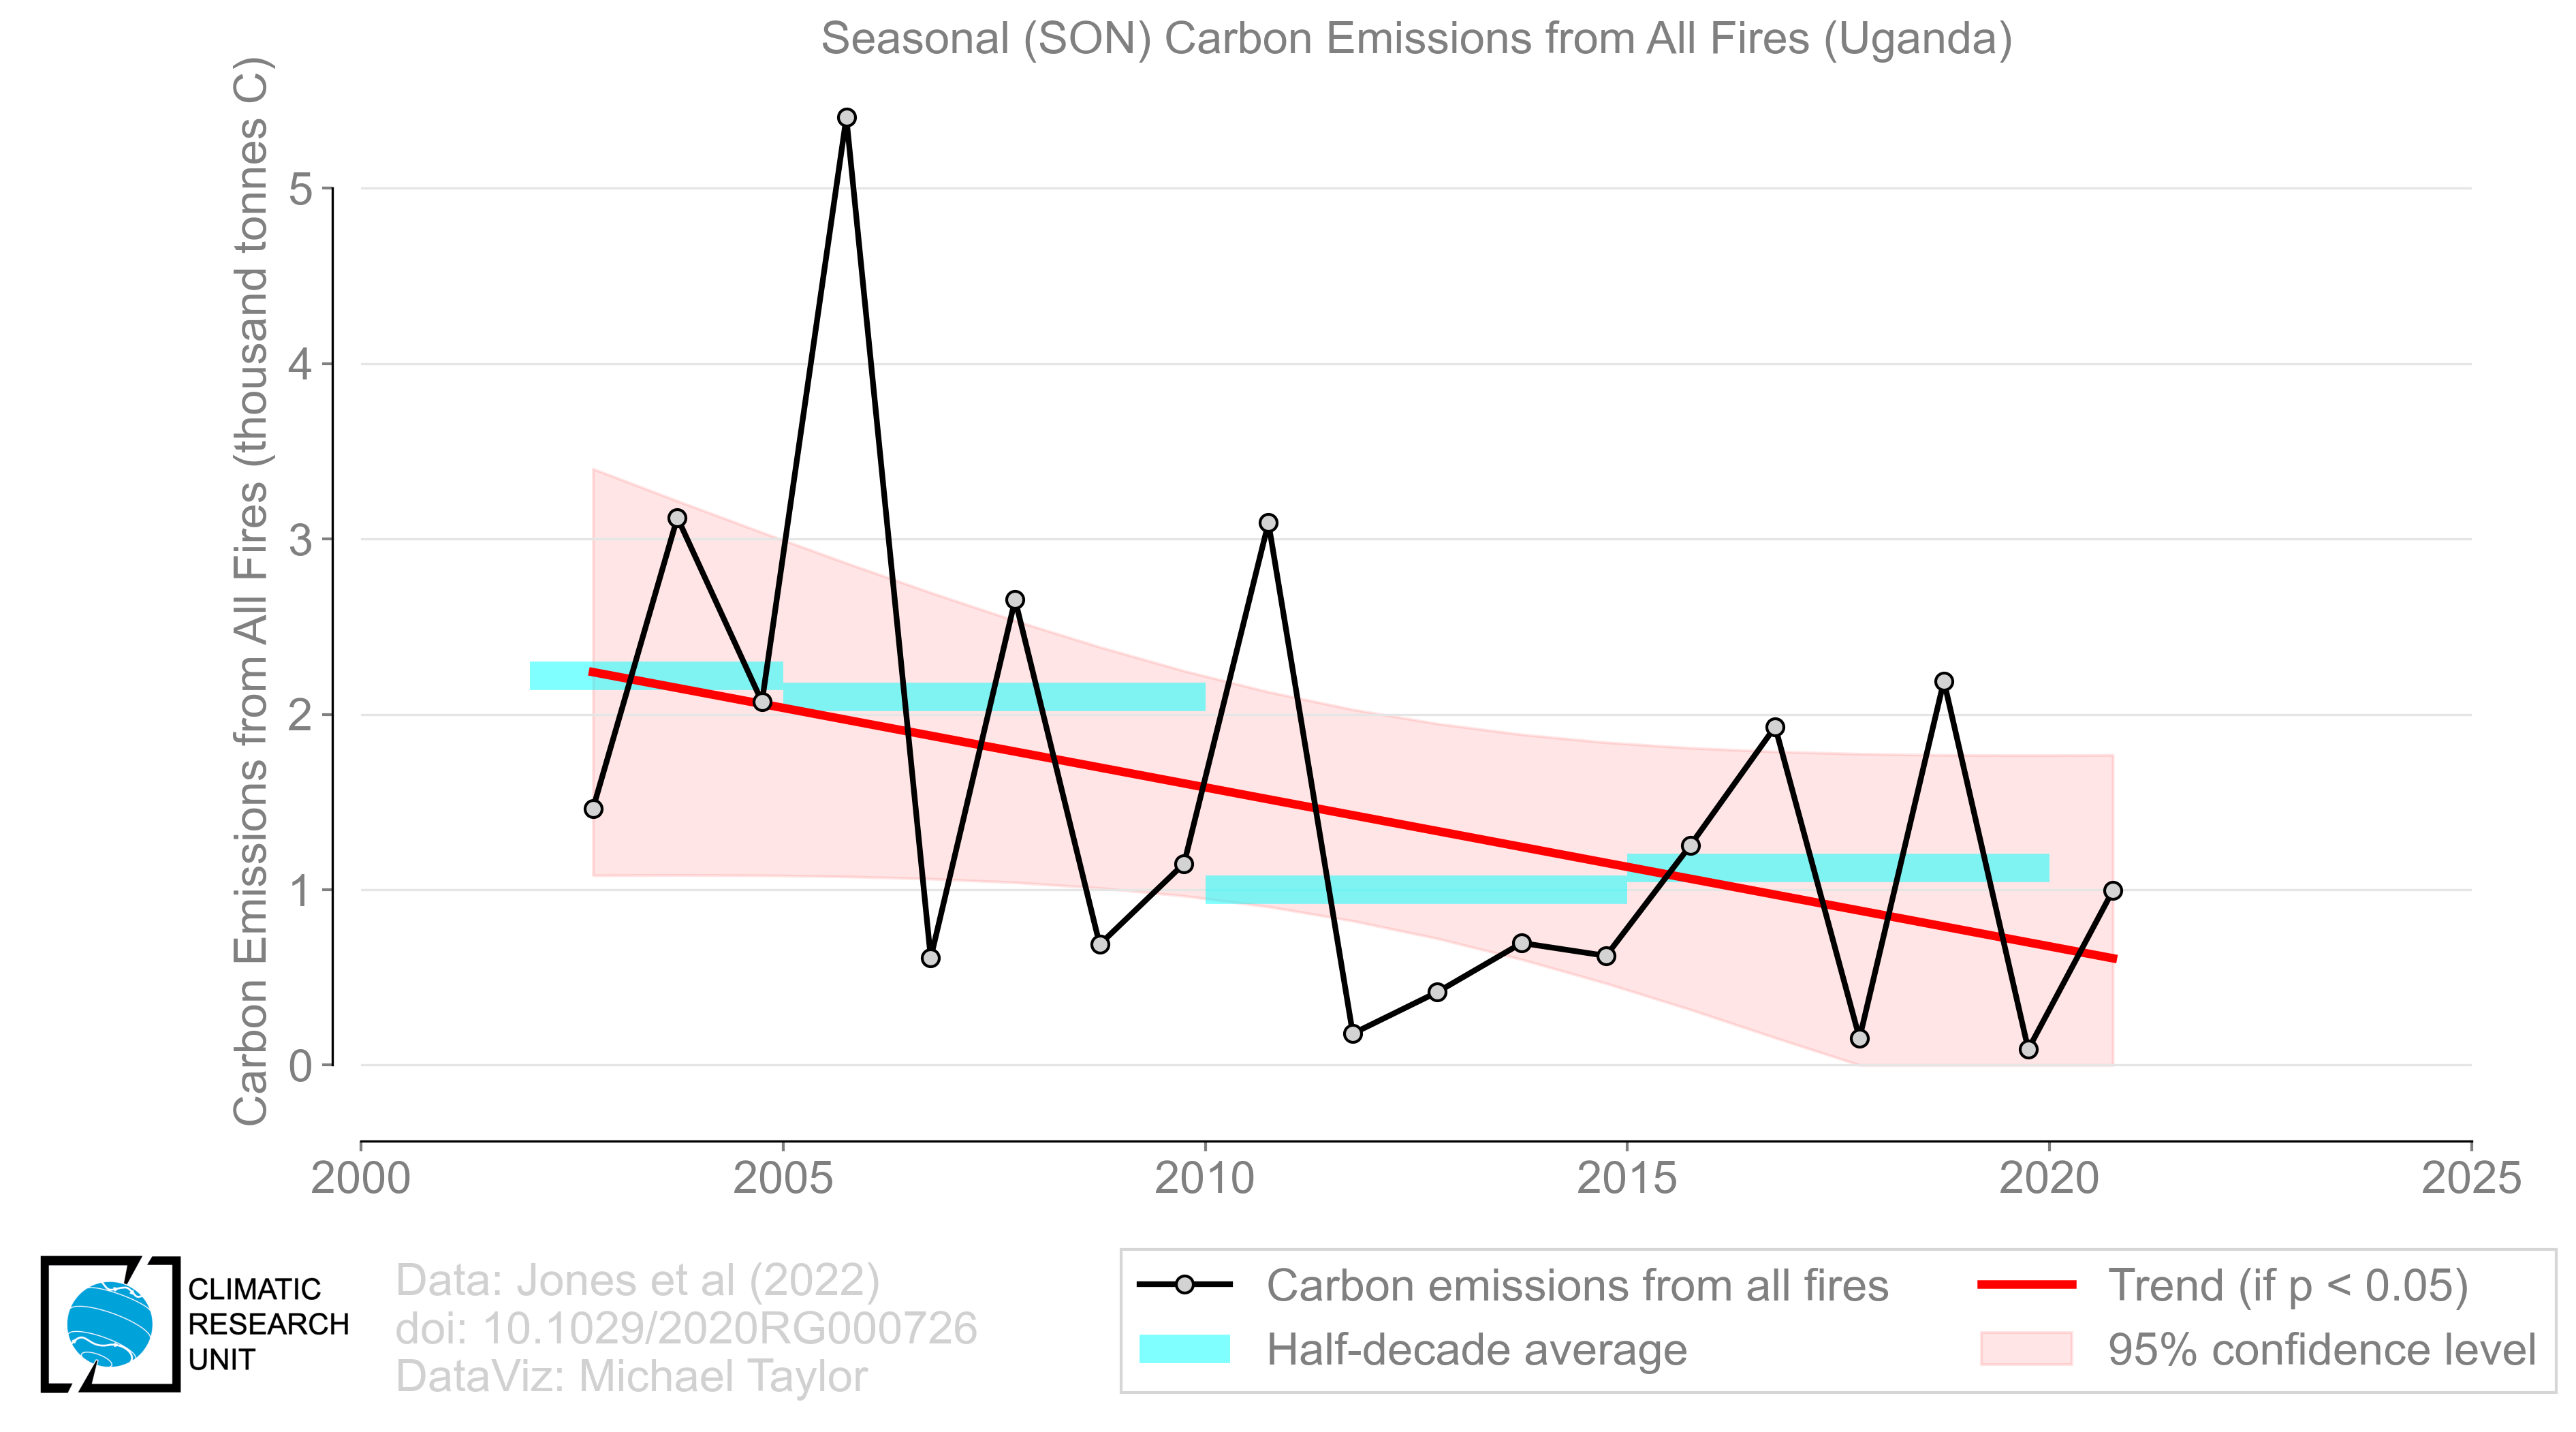 Seasonal (SON) Carbon Emissions from All Fires (Uganda)
Carbon Emissions from All Fires (thousand tonnes C)
5
4
3
2
1
0
2000
2005
2010
2015
2020
2025
CLIMATIC
RESEARCH
UNIT
Data: Jones et al (2022)
doi: 10.1029/2020RG000726
DataViz: Michael Taylor
Carbon emissions from all fires
Half-decade average
Trend (if p < 0.05)
95% confidence level